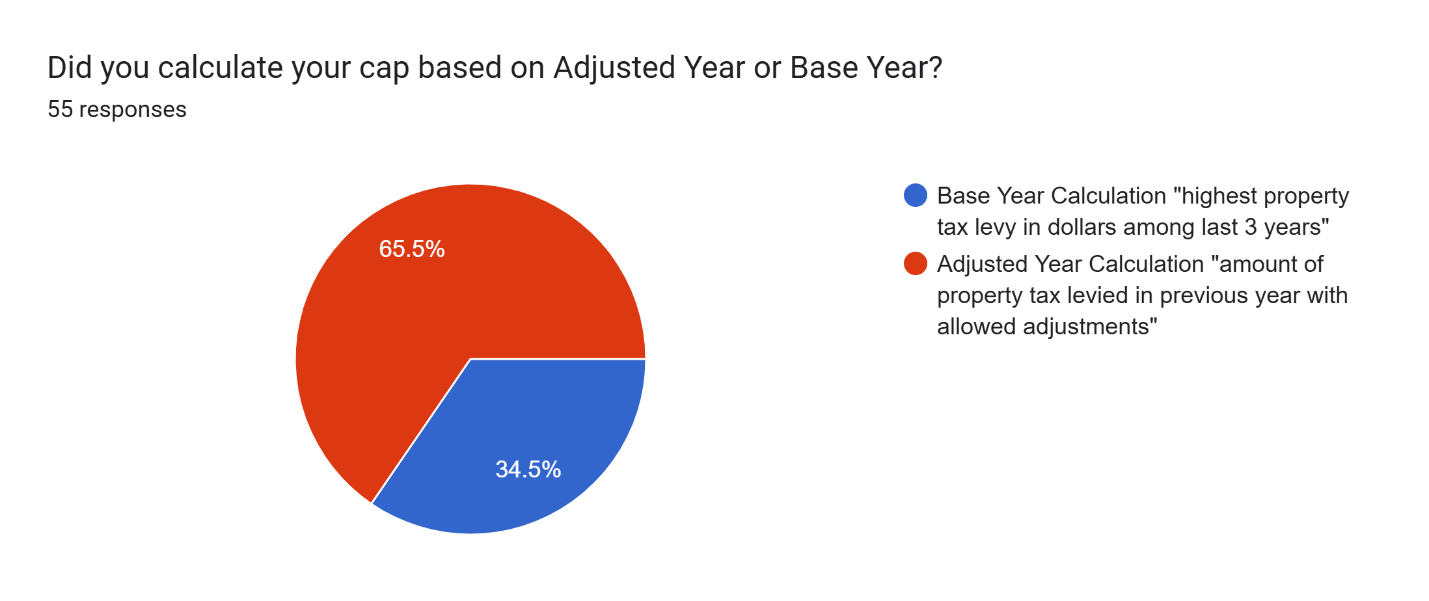 Did you calculate your cap based on Adjusted Year or Base Year?
55 responses
65.5%
34.5%
Base Year Calculation "highest property
tax levy in dollars among last 3 years"
Adjusted Year Calculation "amount of
property tax levied in previous year with
allowed adjustments"